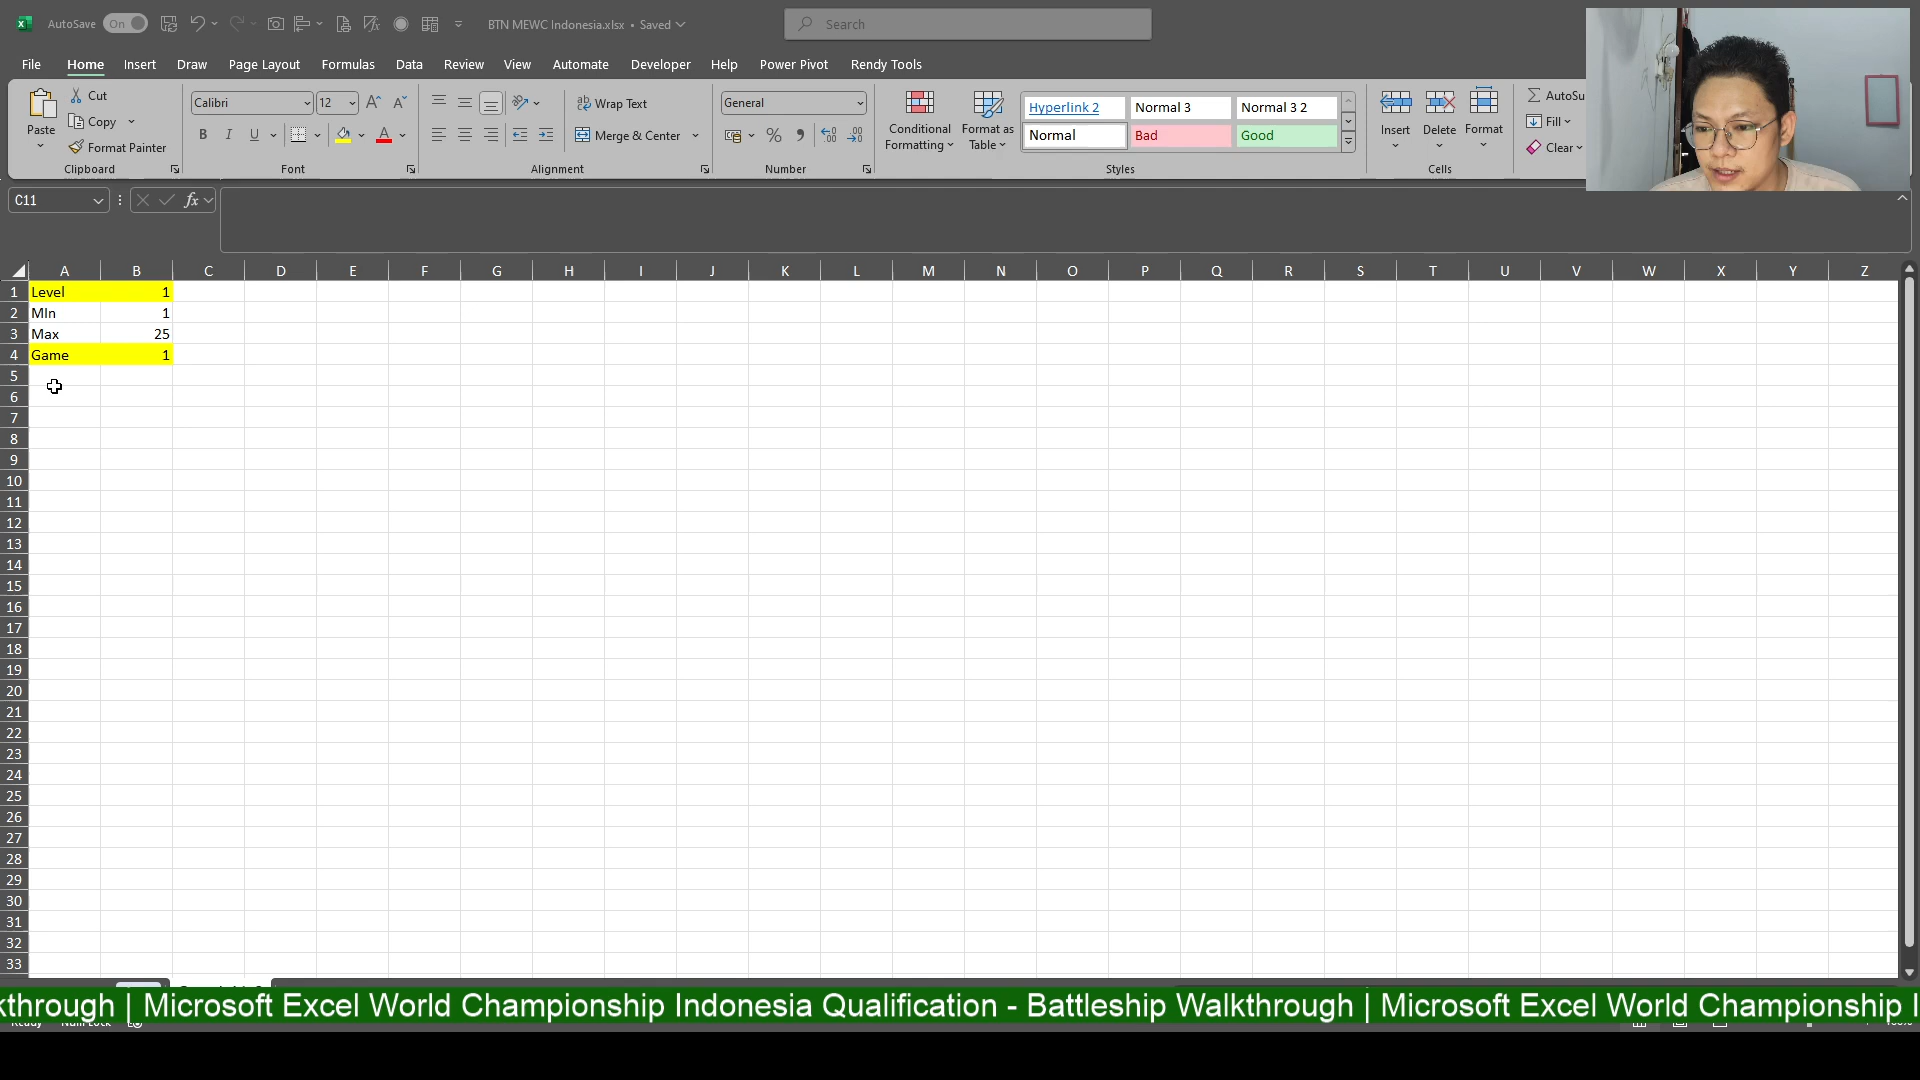 AutoSave On BTN MEWC Indonesia.xlsx • Saved Search
File Home Insert Draw Page Layout Formulas Data Review View Automate Developer Help Power Pivot Rendy Tools
Paste
Cut
Copy
Format Painter
Clipboard
Calibri 12
B I U A
Font
Wrap Text
Merge & Center
Alignment
General
Number
Conditional Formatting
Format as Table
Hyperlink 2 Normal 3 Normal 3 2
Normal Bad Good
Styles
Insert Delete Format
Cells
AutoSu
Fill
Clear
C11 fx
A B C D E F G H I J K L M N O P Q R S T U V W X Y Z
1 Level 1
2 MIn 1
3 Max 25
4 Game 1
5
6
7
8
9
10
11
12
13
14
15
16
17
18
19
20
21
22
23
24
25
26
27
28
29
30
31
32
33
kthrough | Microsoft Excel World Championship Indonesia Qualification - Battleship Walkthrough | Microsoft Excel World Championship I